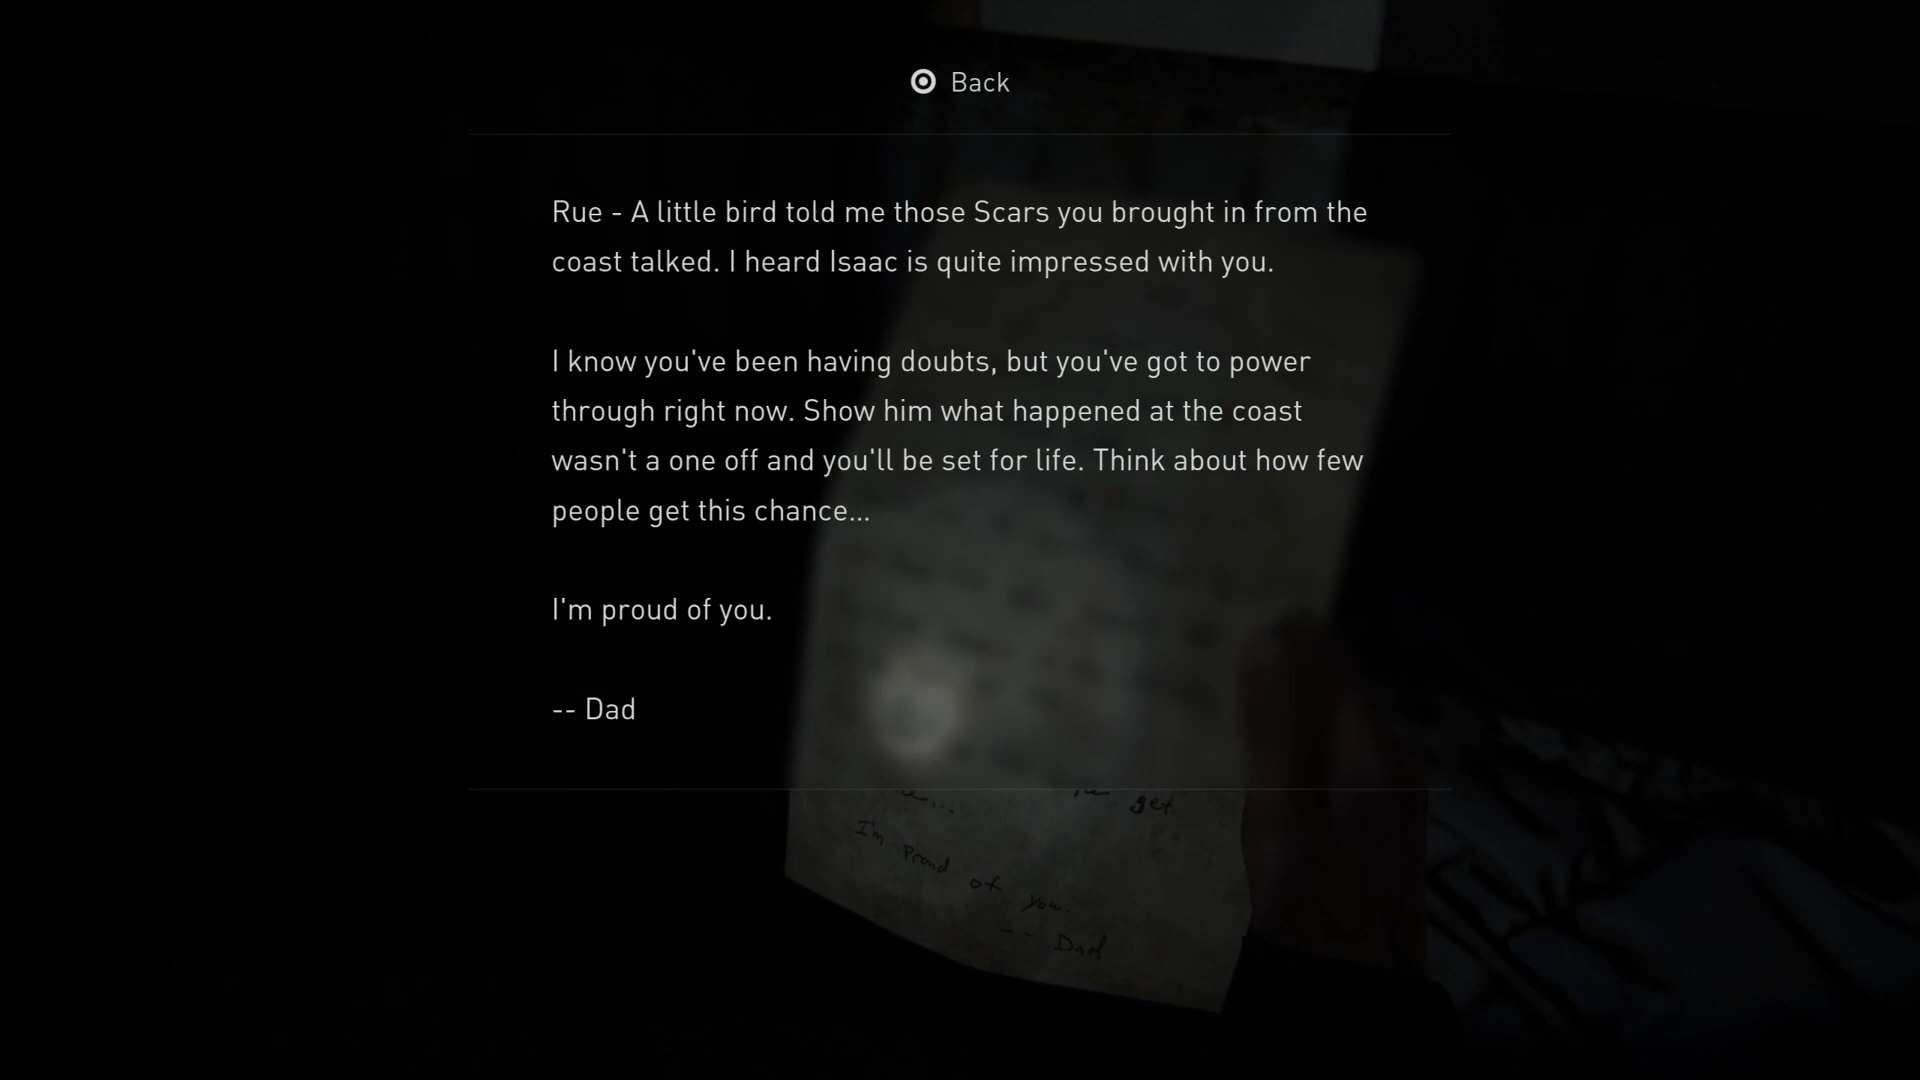 Back
Rue - A little bird told me those Scars you brought in from the
coast talked. I heard Isaac is quite impressed with you.
I know you've been having doubts, but you've got to power
through right now. Show him what happened at the coast
wasn't a one off and you'll be set for life. Think about how few
people get this chance...
I'm proud of you.
-- Dad
get
I'm Proud of you.
-- Dad